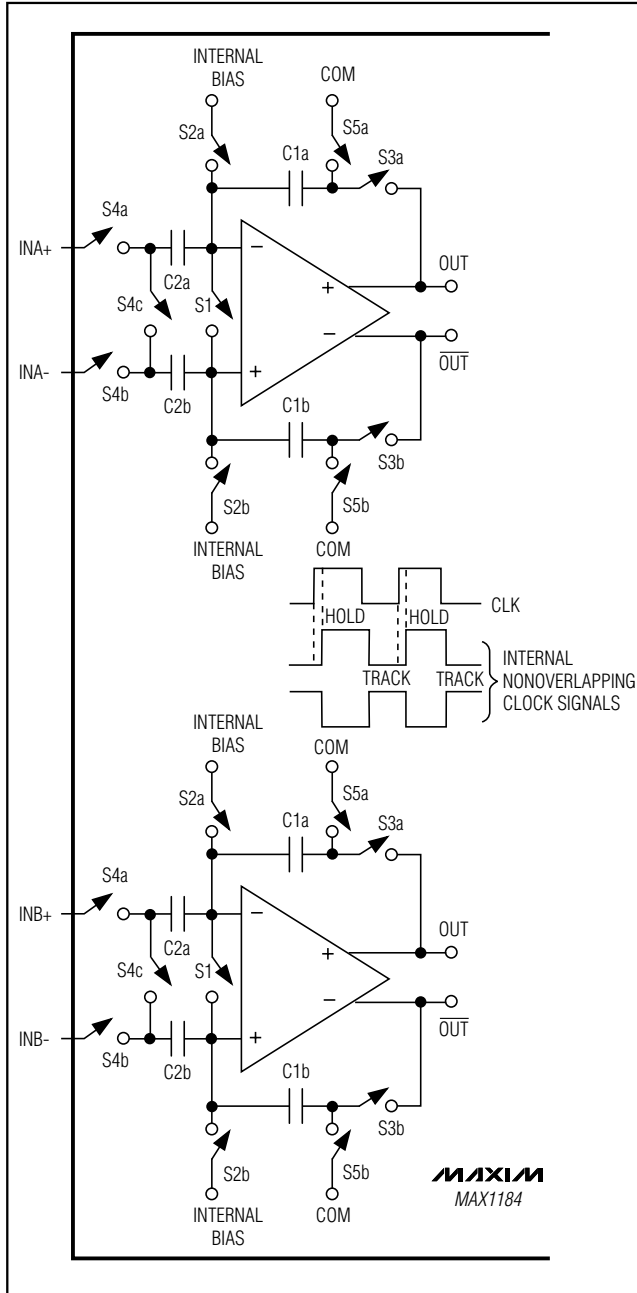 INTERNAL
BIAS
COM
S2a
C1a
S5a
S3a
S4a
INA+
−
C2a
S4c
S1
+
OUT
−
OUT
INA-
S4b
C2b
+
C1b
S3b
S2b
S5b
INTERNAL
BIAS
COM
CLK
HOLD
HOLD
TRACK
TRACK
INTERNAL
NONOVERLAPPING
CLOCK SIGNALS
INTERNAL
BIAS
COM
S2a
C1a
S5a
S3a
S4a
INB+
−
C2a
S4c
S1
+
OUT
−
OUT
INB-
S4b
C2b
+
C1b
S3b
S2b
S5b
INTERNAL
BIAS
COM
MAXIM
MAX1184